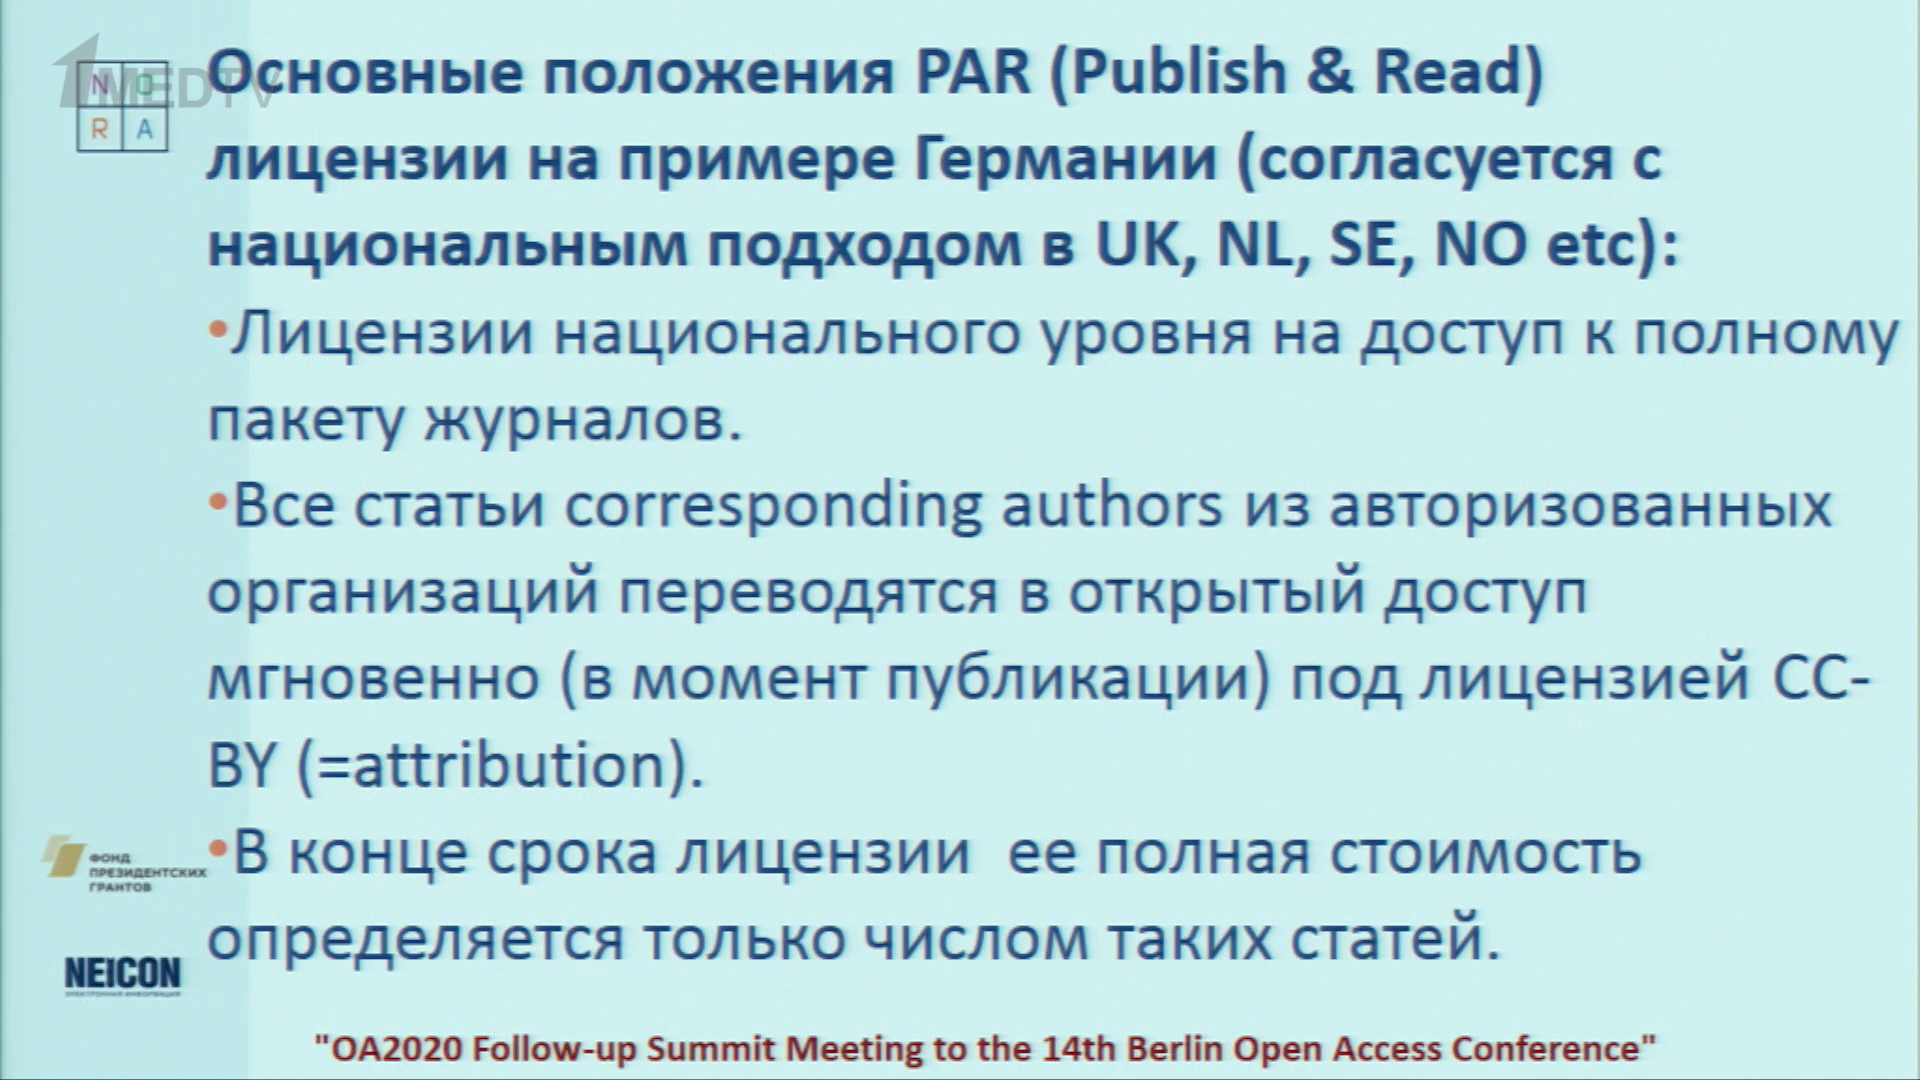 1MEDTV
N O
R A
Основные положения PAR (Publish & Read)
лицензии на примере Германии (согласуется с
национальным подходом в UK, NL, SE, NO etc):
•Лицензии национального уровня на доступ к полному
пакету журналов.
•Все статьи corresponding authors из авторизованных
организаций переводятся в открытый доступ
мгновенно (в момент публикации) под лицензией CC-
BY (=attribution).
•В конце срока лицензии ее полная стоимость
определяется только числом таких статей.
ФОНД
ПРЕЗИДЕНТСКИХ
ГРАНТОВ
NEICON
ЭЛЕКТРОННАЯ ИНФОРМАЦИЯ
"OA2020 Follow-up Summit Meeting to the 14th Berlin Open Access Conference"